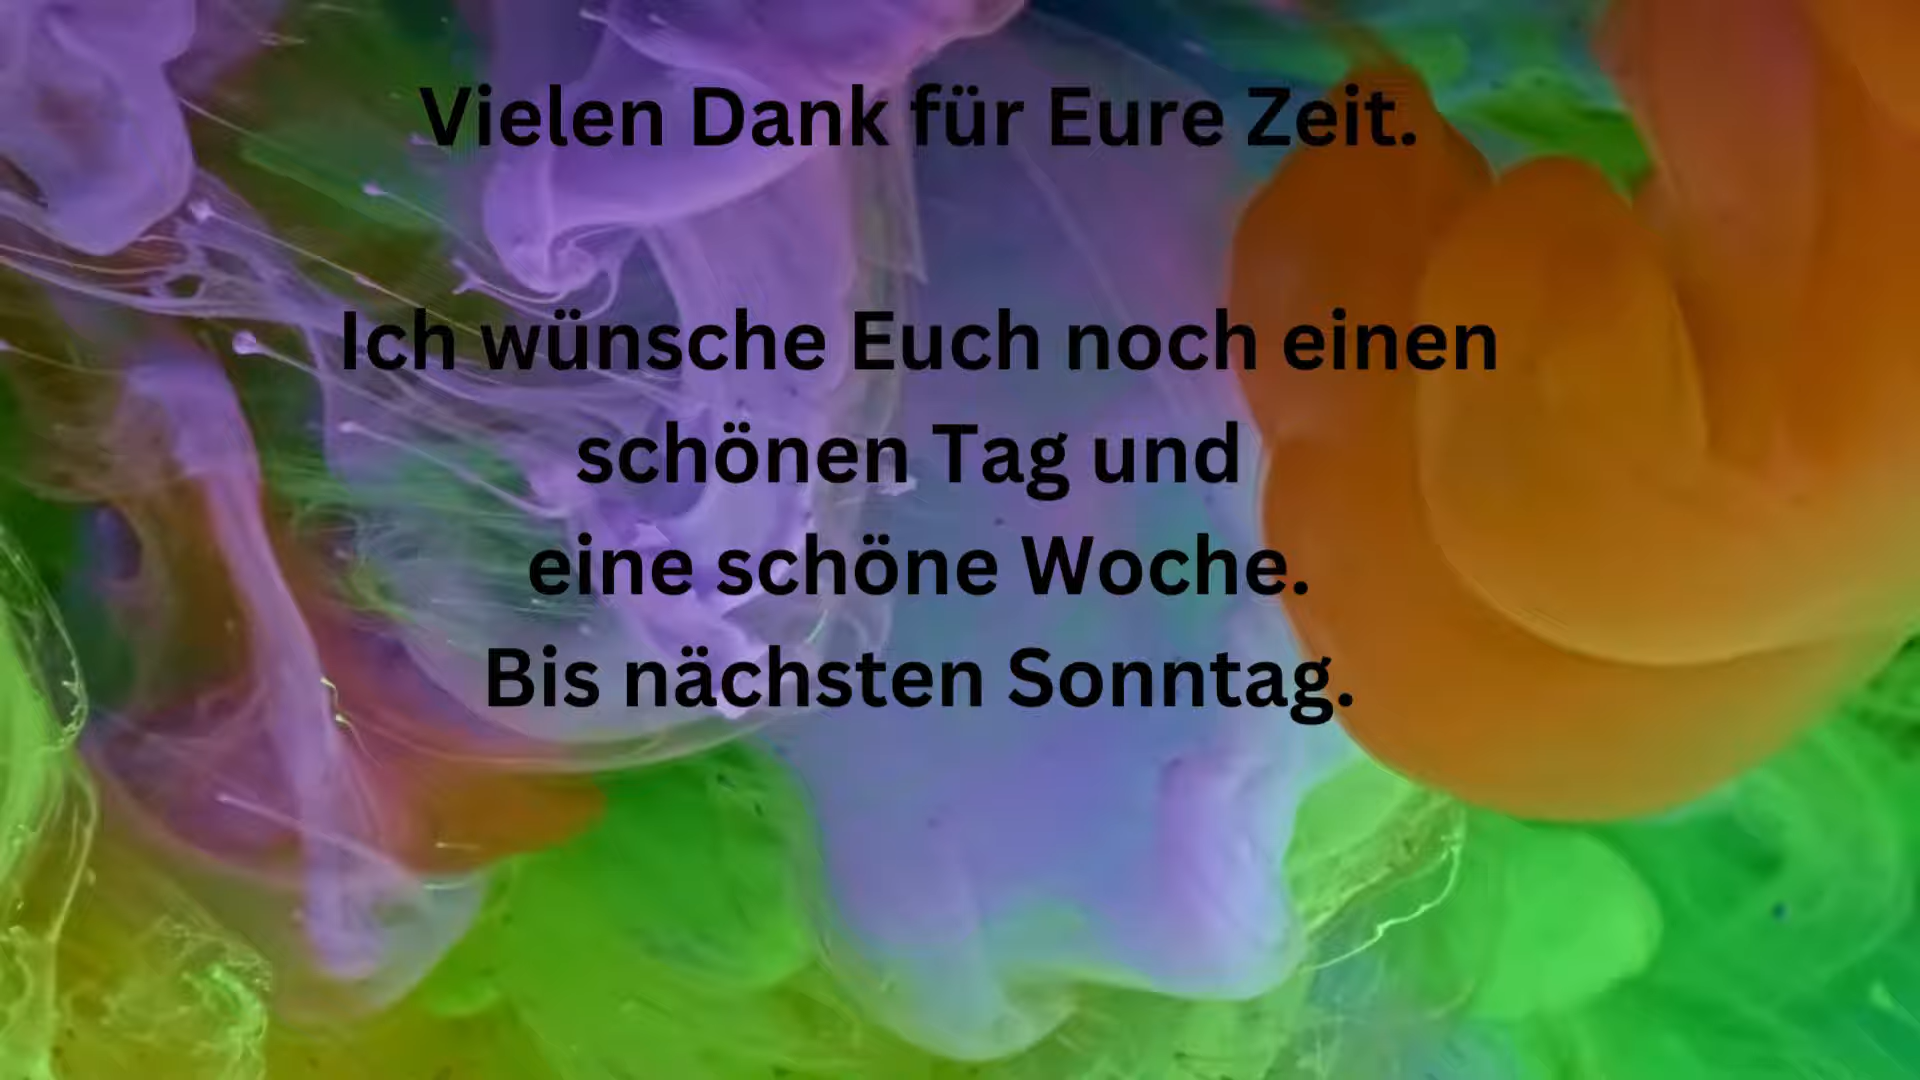 Vielen Dank für Eure Zeit.
Ich wünsche Euch noch einen
schönen Tag und
eine schöne Woche.
Bis nächsten Sonntag.